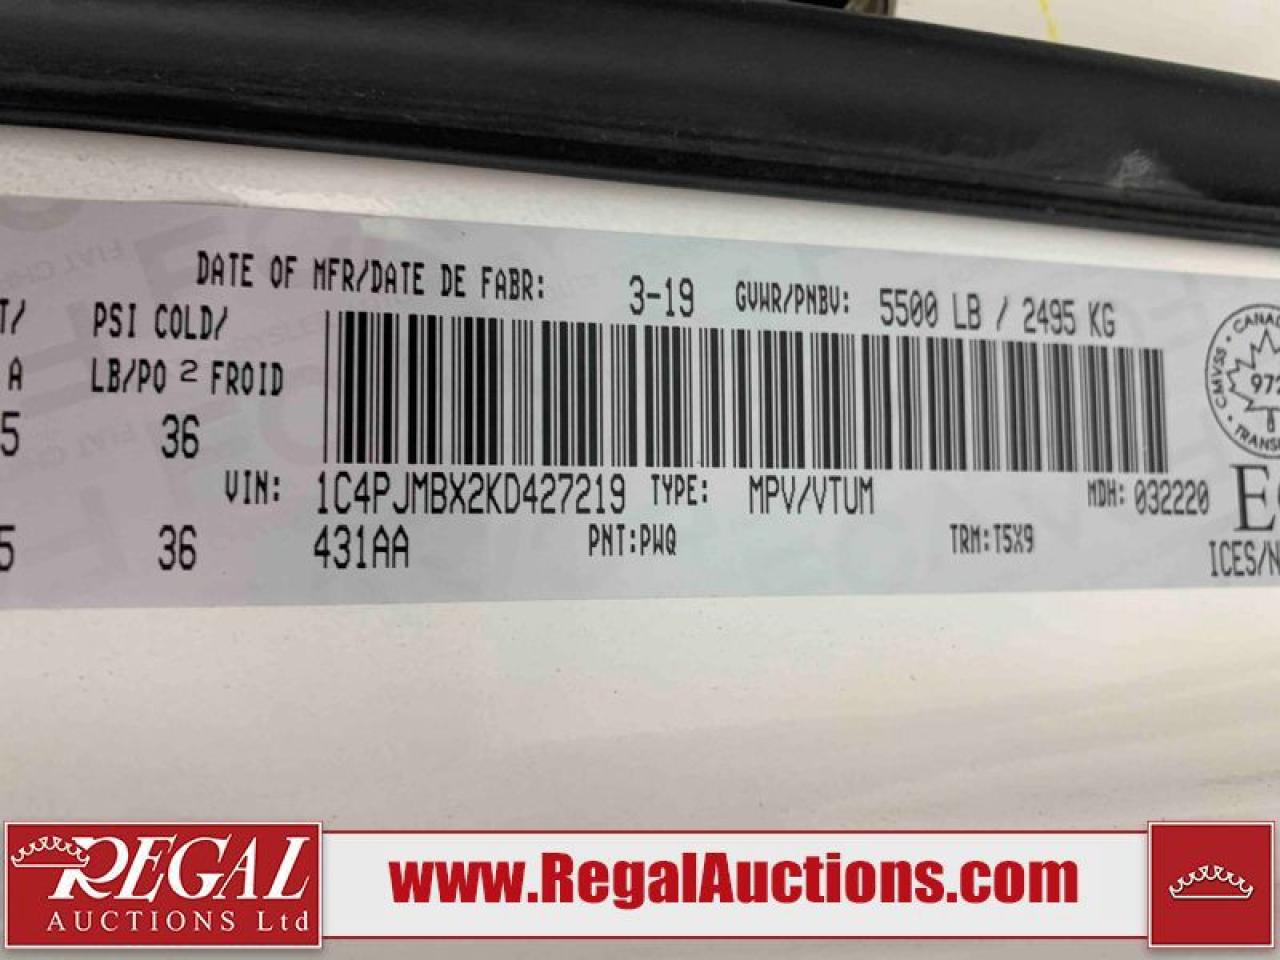 DATE OF MFR/DATE DE FABR: 3-19 GVWR/PNBV: 5500 LB / 2495 KG
T/ PSI COLD/
A LB/PO 2 FROID
5 36
VIN: 1C4PJMBX2KD427219 TYPE: MPV/VTUM MDH: 032220
5 36 431AA PNT:PWQ TRM:T5X9
CMVSS
972
E
ICES/N
REGAL
AUCTIONS Ltd
www.RegalAuctions.com